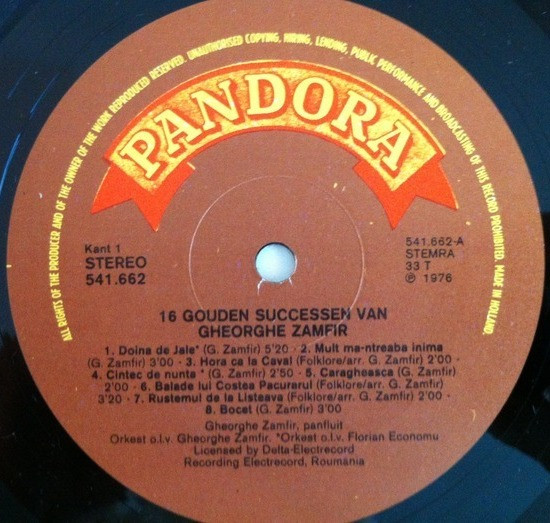 ALL RIGHTS OF THE PRODUCER AND OF THE OWNER OF THE WORK REPRODUCED RESERVED. UNAUTHORISED COPYING, HIRING, LENDING, PUBLIC PERFORMANCE AND BROADCASTING OF THIS RECORD PROHIBITED. MADE IN HOLLAND.
PANDORA
Kant 1
STEREO
541.662
541.662-A
STEMRA
33 T
℗ 1976
16 GOUDEN SUCCESSEN VAN
GHEORGHE ZAMFIR
1. Doina de Jale* (G. Zamfir) 5'20 - 2. Mult ma-ntreaba inima
(G. Zamfir) 3'00 - 3. Hora ca la Caval (Folklore/arr. G. Zamfir) 2'00 -
4. Cintec de nunta * (G. Zamfir) 2'50 - 5. Caragheasca (G. Zamfir)
2'00 - 6. Balade lui Costea Pacurarul (Folklore/arr. G. Zamfir)
3'20 - 7. Rustemul de la Listeava (Folklore/arr. G. Zamfir) 2'00 -
8. Bocet (G. Zamfir) 3'00
Gheorghe Zamfir, panfluit
Orkest o.l.v. Gheorghe Zamfir. *Orkest o.l.v. Florian Economu
Licensed by Delta-Electrecord
Recording Electrecord, Roumania